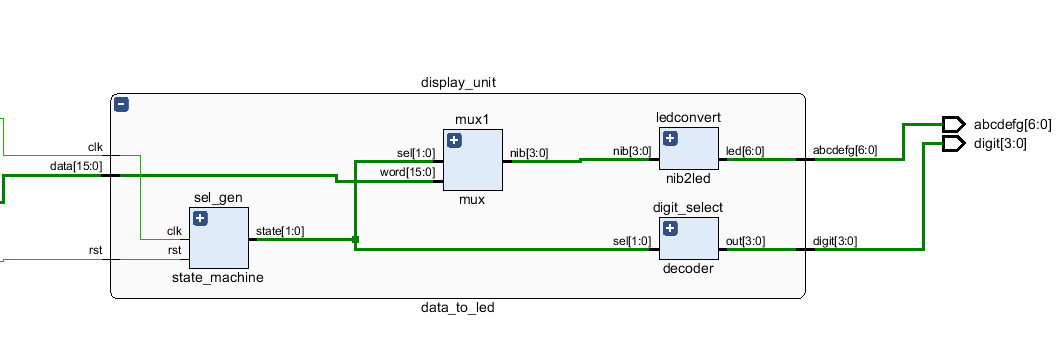 display_unit
clk
data[15:0]
rst
sel_gen
clk
rst
state[1:0]
state_machine
mux1
sel[1:0]
word[15:0]
nib[3:0]
mux
ledconvert
nib[3:0]
led[6:0]
nib2led
digit_select
sel[1:0]
out[3:0]
decoder
abcdefg[6:0]
digit[3:0]
data_to_led
abcdefg[6:0]
digit[3:0]